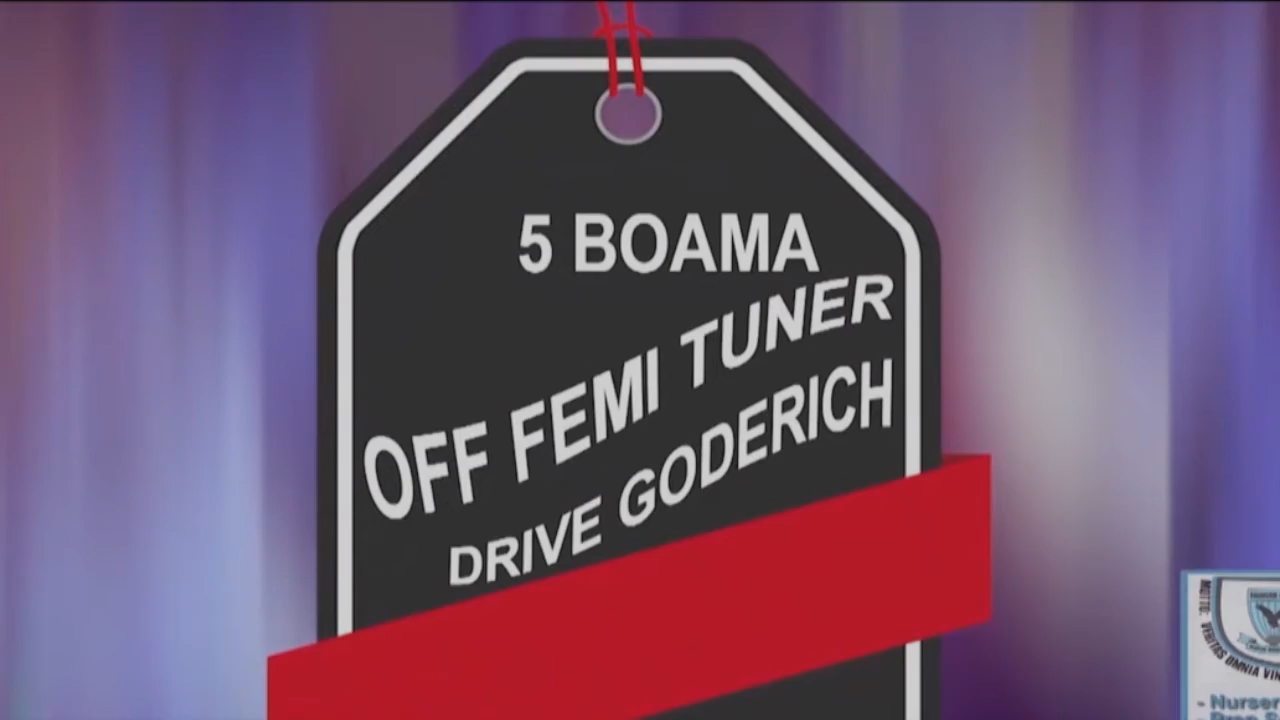 5 BOAMA
OFF FEMI TUNER
DRIVE GODERICH
MOTTO: VERITAS OMNIA VIN
- Nurser